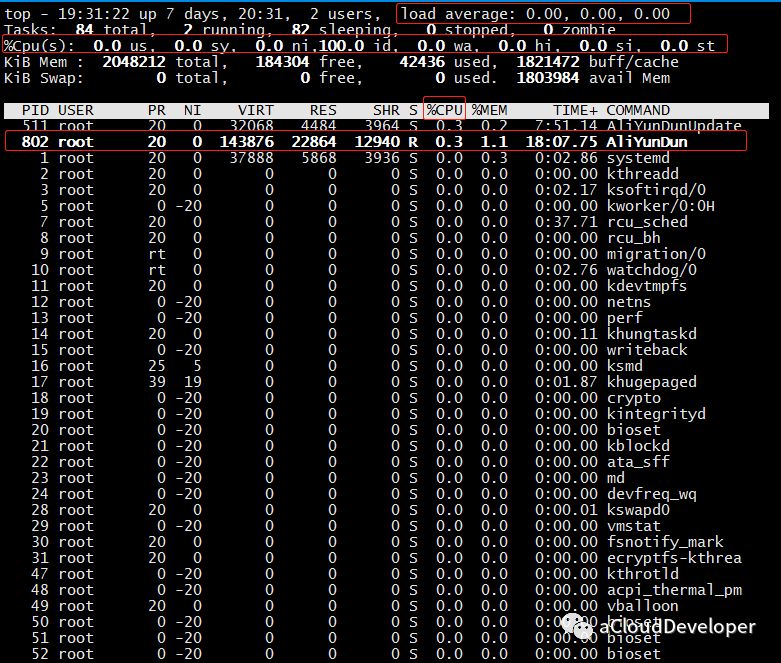 top - 19:31:22 up 7 days, 20:31,  2 users,  load average: 0.00, 0.00, 0.00
Tasks:  84 total,   2 running,  82 sleeping,   0 stopped,   0 zombie
%Cpu(s):  0.0 us,  0.0 sy,  0.0 ni,100.0 id,  0.0 wa,  0.0 hi,  0.0 si,  0.0 st
KiB Mem :  2048212 total,   184304 free,    42436 used,  1821472 buff/cache
KiB Swap:        0 total,        0 free,        0 used.  1803984 avail Mem
PID USER PR NI VIRT RES SHR S %CPU %MEM TIME+ COMMAND
511 root 20 0 32068 4484 3964 S 0.3 0.2 7:51.14 AliYunDunUpdate
802 root 20 0 143876 22864 12940 R 0.3 1.1 18:07.75 AliYunDun
1 root 20 0 37888 5868 3936 S 0.0 0.3 0:02.86 systemd
2 root 20 0 0 0 0 S 0.0 0.0 0:00.00 kthreadd
3 root 20 0 0 0 0 S 0.0 0.0 0:02.17 ksoftirqd/0
5 root 0 -20 0 0 0 S 0.0 0.0 0:00.00 kworker/0:0H
7 root 20 0 0 0 0 S 0.0 0.0 0:37.71 rcu_sched
8 root 20 0 0 0 0 S 0.0 0.0 0:00.00 rcu_bh
9 root rt 0 0 0 0 S 0.0 0.0 0:00.00 migration/0
10 root rt 0 0 0 0 S 0.0 0.0 0:02.76 watchdog/0
11 root 20 0 0 0 0 S 0.0 0.0 0:00.00 kdevtmpfs
12 root 0 -20 0 0 0 S 0.0 0.0 0:00.00 netns
13 root 0 -20 0 0 0 S 0.0 0.0 0:00.00 perf
14 root 20 0 0 0 0 S 0.0 0.0 0:00.11 khungtaskd
15 root 0 -20 0 0 0 S 0.0 0.0 0:00.00 writeback
16 root 25 5 0 0 0 S 0.0 0.0 0:00.00 ksmd
17 root 39 19 0 0 0 S 0.0 0.0 0:01.87 khugepaged
18 root 0 -20 0 0 0 S 0.0 0.0 0:00.00 crypto
19 root 0 -20 0 0 0 S 0.0 0.0 0:00.00 kintegrityd
20 root 0 -20 0 0 0 S 0.0 0.0 0:00.00 bioset
21 root 0 -20 0 0 0 S 0.0 0.0 0:00.00 kblockd
22 root 0 -20 0 0 0 S 0.0 0.0 0:00.00 ata_sff
23 root 0 -20 0 0 0 S 0.0 0.0 0:00.00 md
24 root 0 -20 0 0 0 S 0.0 0.0 0:00.00 devfreq_wq
28 root 20 0 0 0 0 S 0.0 0.0 0:00.01 kswapd0
29 root 0 -20 0 0 0 S 0.0 0.0 0:00.00 vmstat
30 root 20 0 0 0 0 S 0.0 0.0 0:00.00 fsnotify_mark
31 root 20 0 0 0 0 S 0.0 0.0 0:00.00 ecryptfs-kthrea
47 root 0 -20 0 0 0 S 0.0 0.0 0:00.00 kthrotld
48 root 0 -20 0 0 0 S 0.0 0.0 0:00.00 acpi_thermal_pm
49 root 20 0 0 0 0 S 0.0 0.0 0:00.00 vballoon
50 root 0 -20 0 0 0 S 0.0 0.0 0:00.00 bioset
aCloudDeveloper
51 root 0 -20 0 0 0 S 0.0 0.0 0:00.00 bioset
52 root 0 -20 0 0 0 S 0.0 0.0 0:00.00 bioset